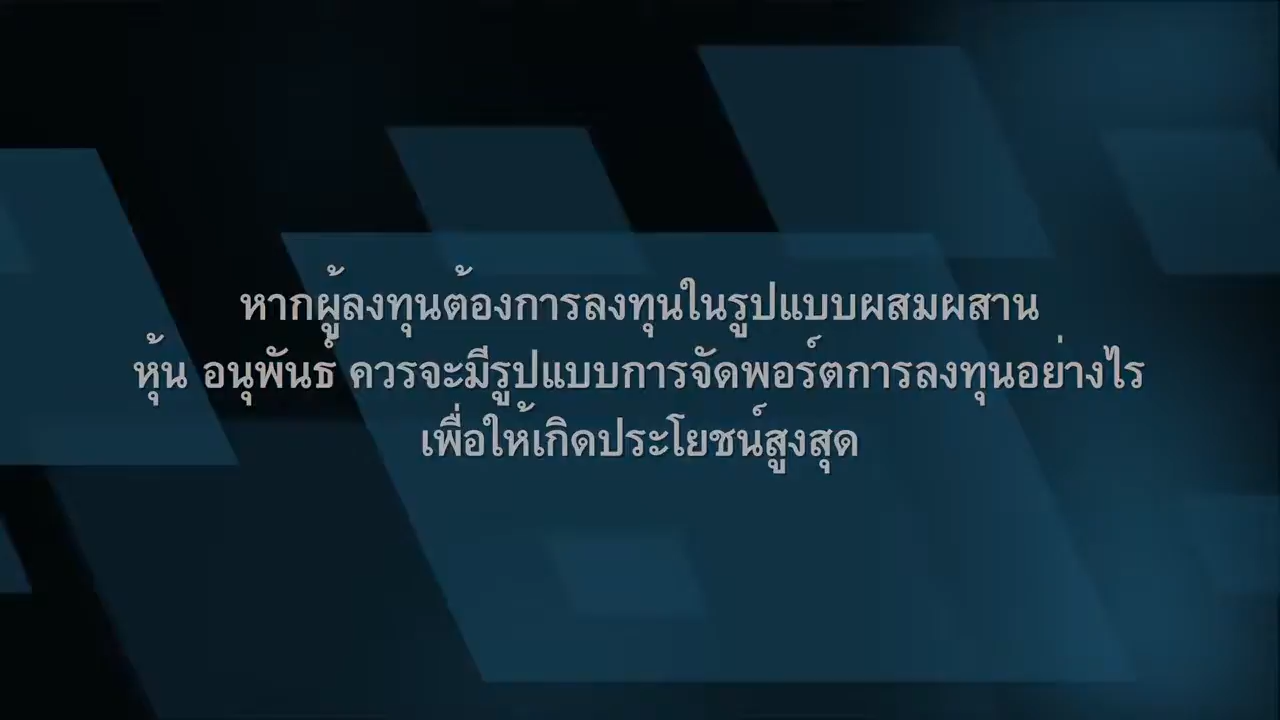 หากผู้ลงทุนต้องการลงทุนในรูปแบบผสมผสาน
หุ้น อนุพันธ์ ควรจะมีรูปแบบการจัดพอร์ตการลงทุนอย่างไร
เพื่อให้เกิดประโยชน์สูงสุด